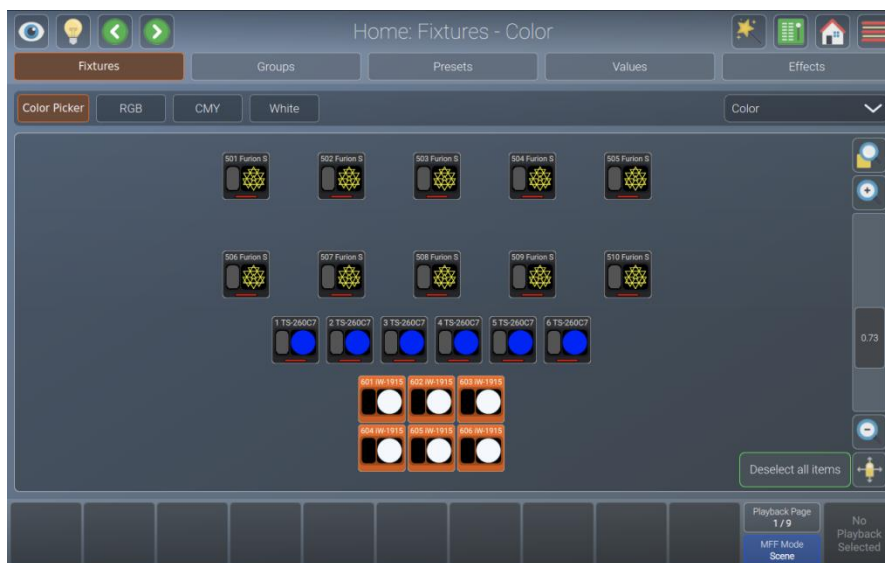 Home: Fixtures - Color
Fixtures
Groups
Presets
Values
Effects
Color Picker
RGB
CMY
White
Color
501 Furion S
502 Furion S
503 Furion S
504 Furion S
505 Furion S
506 Furion S
507 Furion S
508 Furion S
509 Furion S
510 Furion S
1 TS-260C7
2 TS-260C7
3 TS-260C7
4 TS-260C7
5 TS-260C7
6 TS-260C7
0.73
601 iW-1915
602 iW-1915
603 iW-1915
604 iW-1915
605 iW-1915
606 iW-1915
Deselect all items
Playback Page
1 / 9
MFF Mode
Scene
No
Playback
Selected